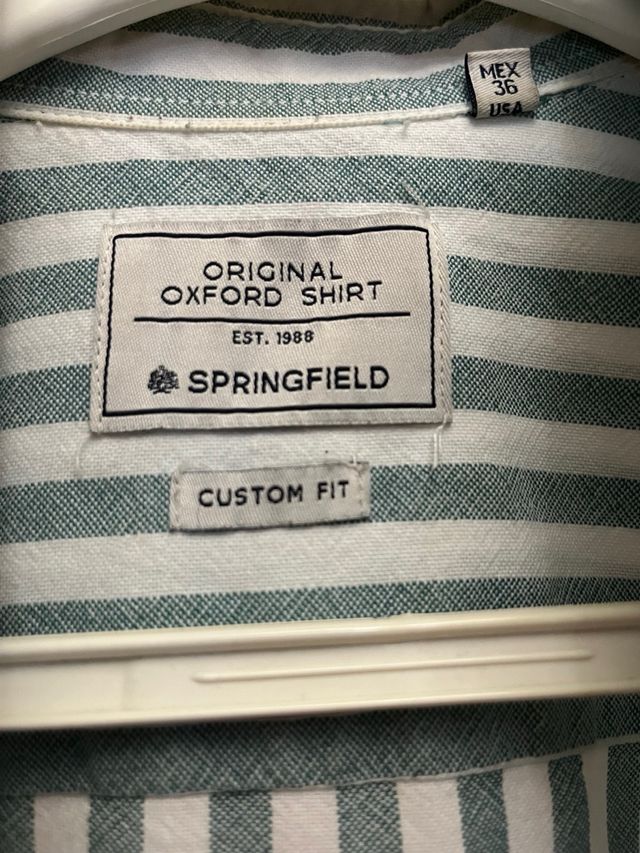 MEX
36
USA
ORIGINAL
OXFORD SHIRT
EST. 1988
SPRINGFIELD
CUSTOM FIT